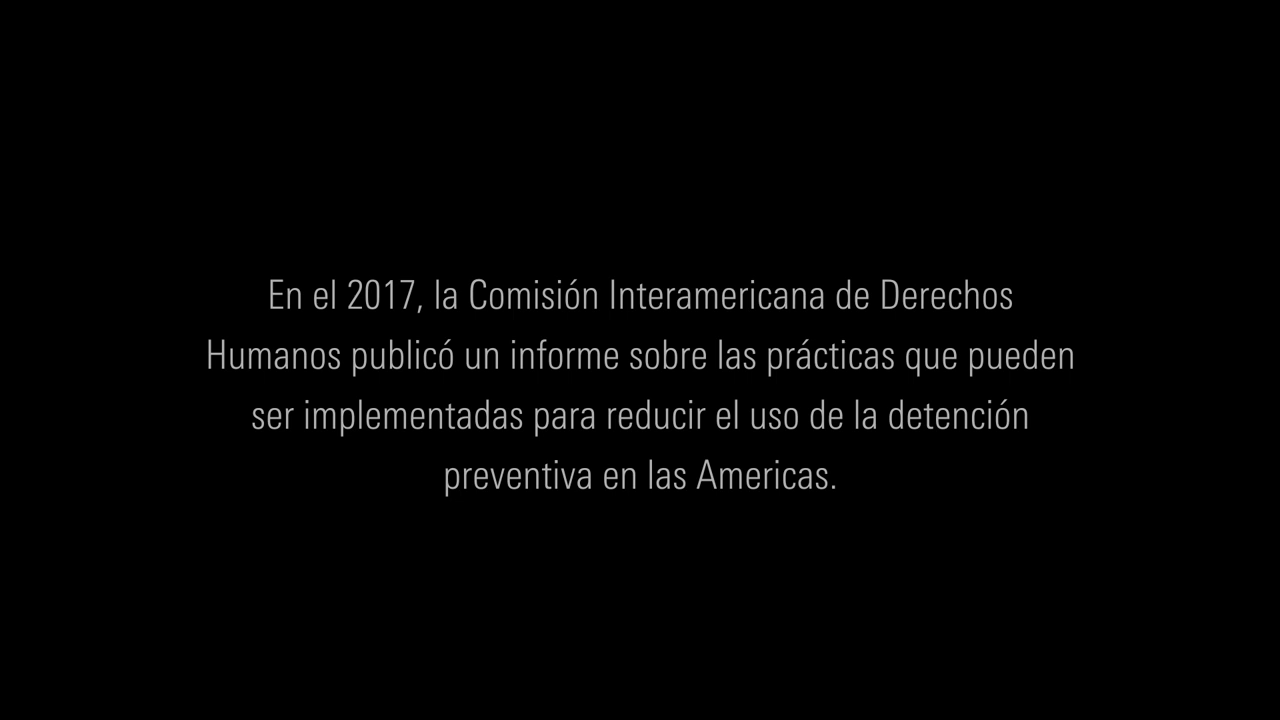 En el 2017, la Comisión Interamericana de Derechos
Humanos publicó un informe sobre las prácticas que pueden
ser implementadas para reducir el uso de la detención
preventiva en las Americas.